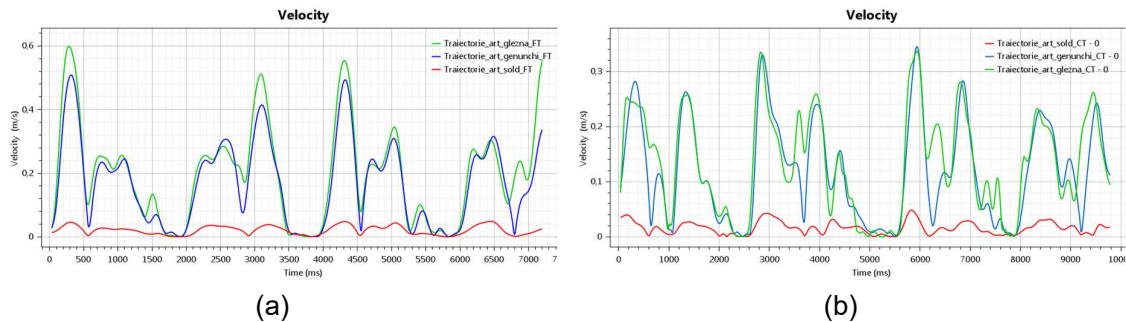 Velocity
Traiectorie_art_glezna_FT
Traiectorie_art_genunchi_FT
Traiectorie_art_sold_FT
Velocity (m/s)
0,6
0,4
0,2
0
0 500 1000 1500 2000 2500 3000 3500 4000 4500 5000 5500 6000 6500 7000 7
Time (ms)
(a)
Velocity
Traiectorie_art_sold_CT - 0
Traiectorie_art_genunchi_CT - 0
Traiectorie_art_glezna_CT - 0
Velocity (m/s)
0,3
0,2
0,1
0
0 1000 2000 3000 4000 5000 6000 7000 8000 9000 1000
Time (ms)
(b)